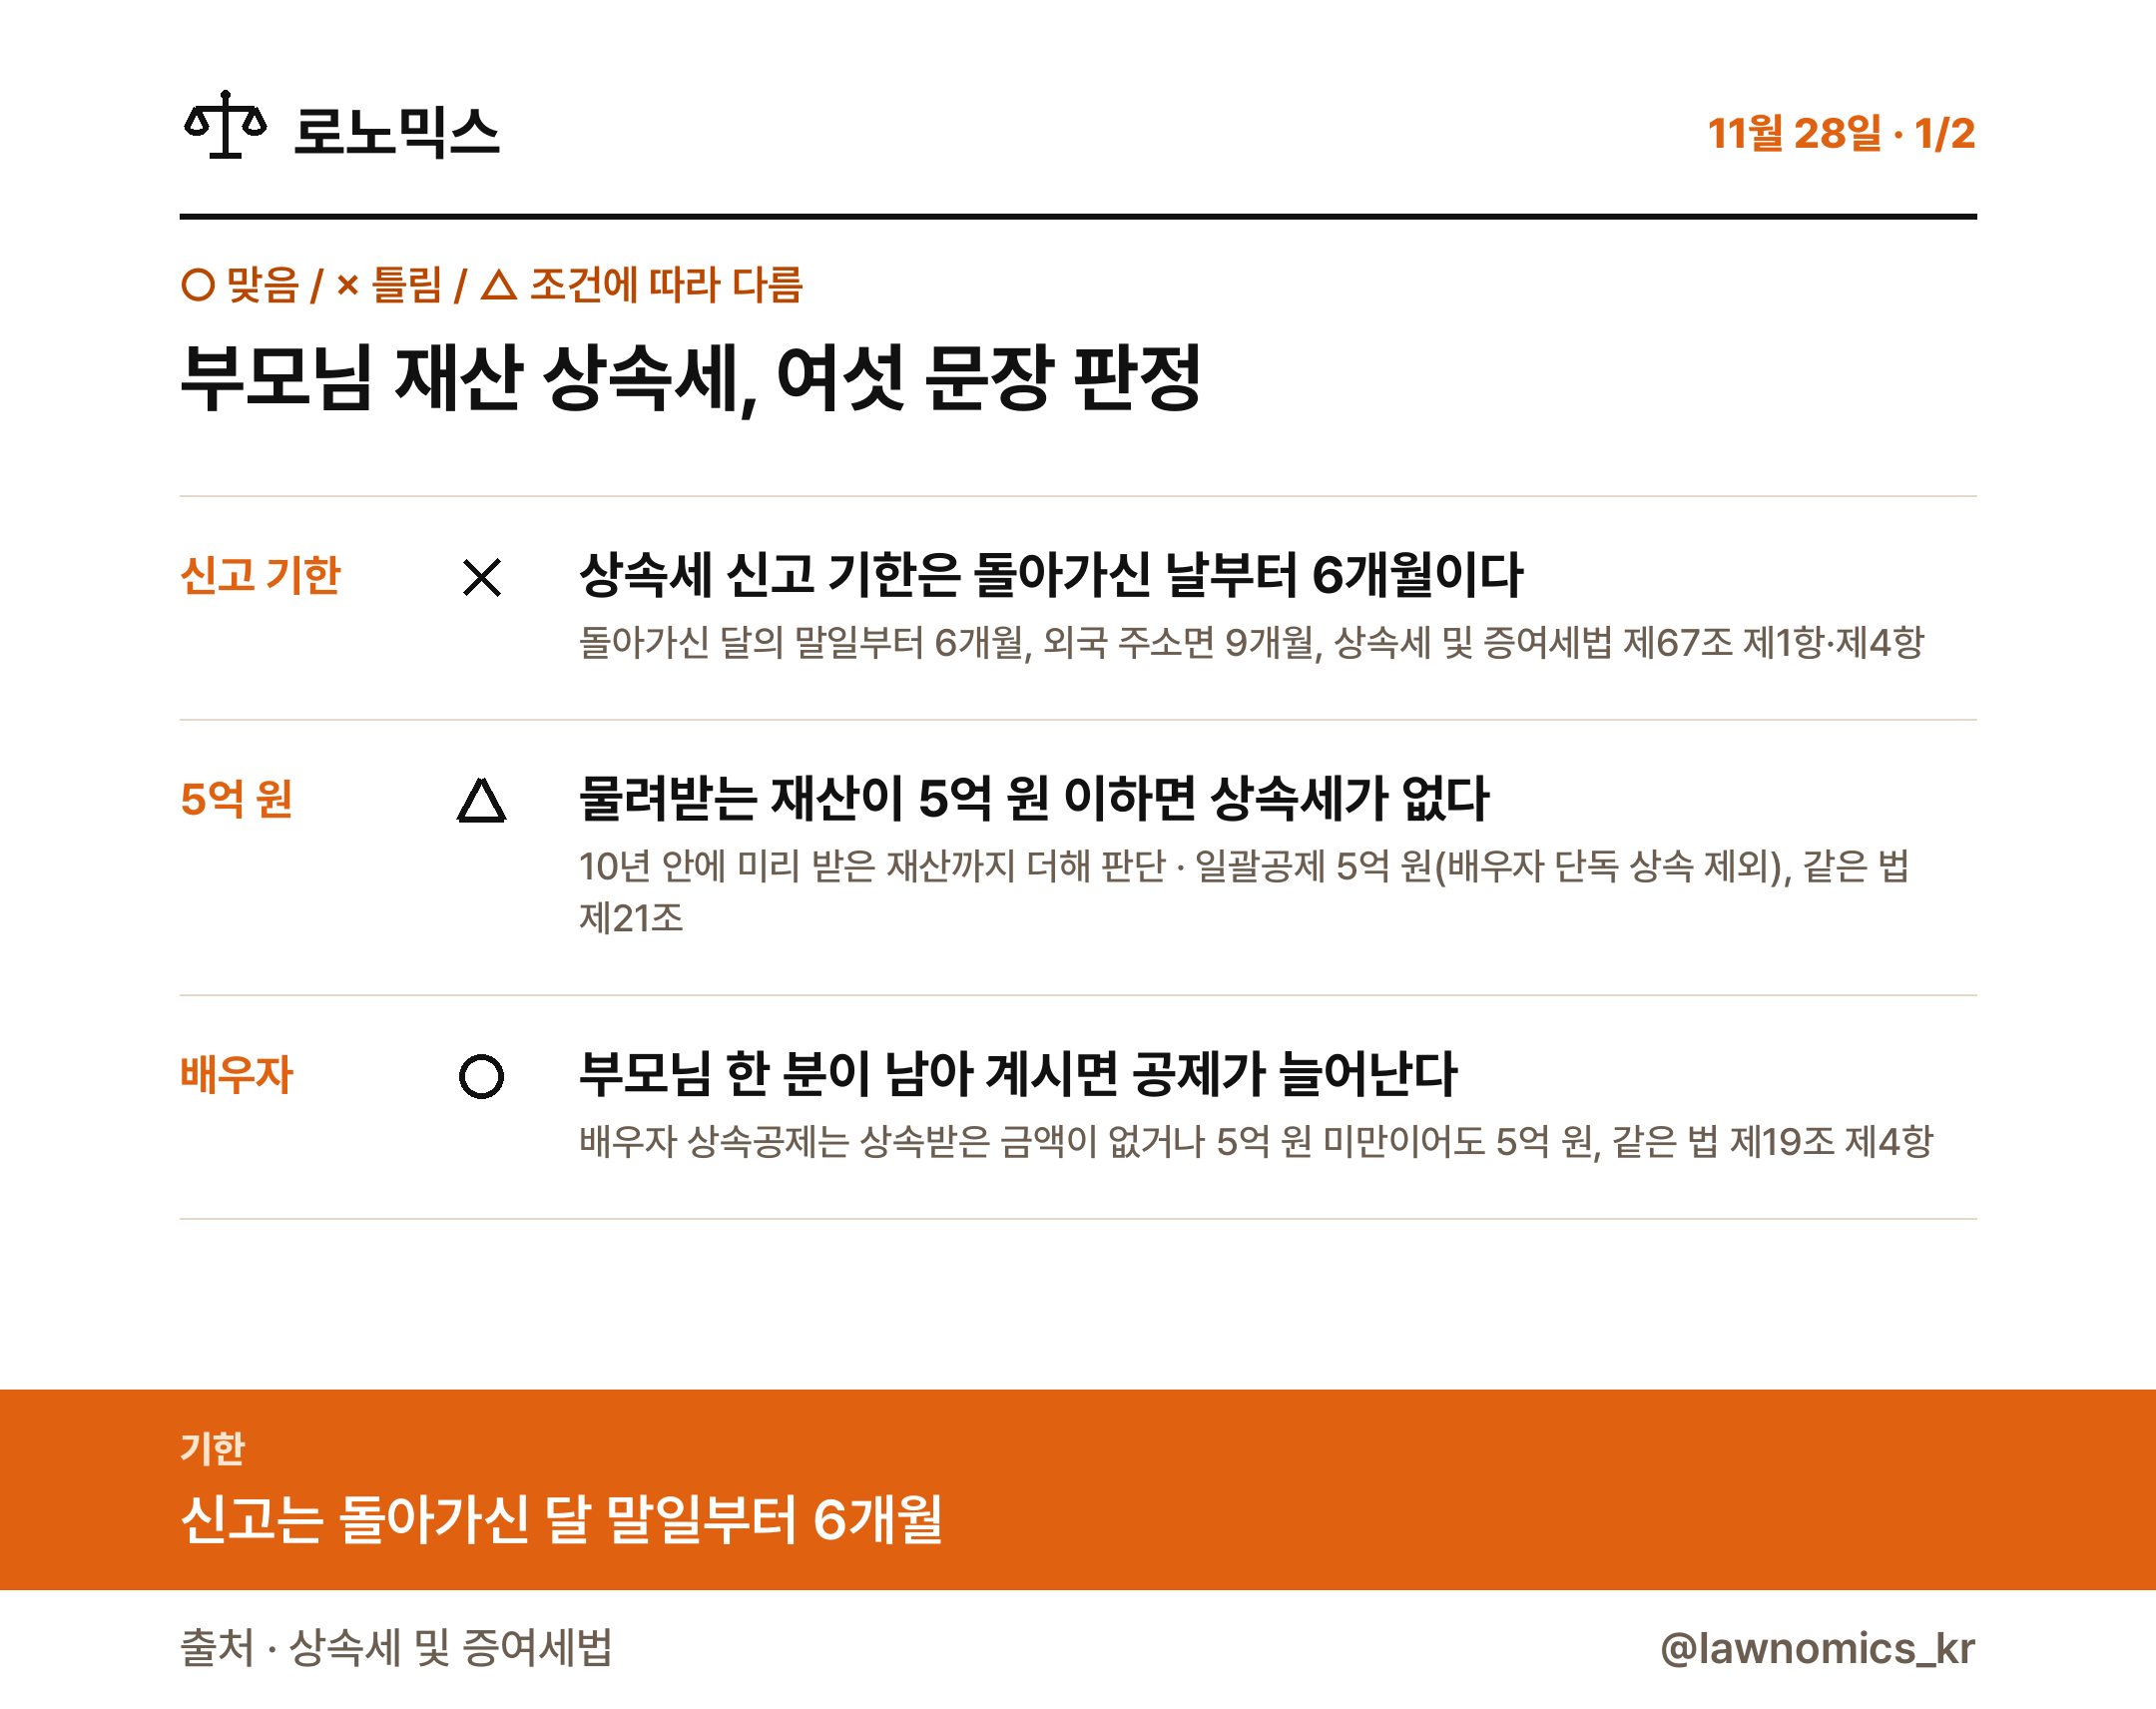 로노믹스
11월 28일 · 1/2
○ 맞음 / × 틀림 / △ 조건에 따라 다름
부모님 재산 상속세, 여섯 문장 판정
신고 기한
×
상속세 신고 기한은 돌아가신 날부터 6개월이다
돌아가신 달의 말일부터 6개월, 외국 주소면 9개월, 상속세 및 증여세법 제67조 제1항·제4항
5억 원
△
물려받는 재산이 5억 원 이하면 상속세가 없다
10년 안에 미리 받은 재산까지 더해 판단 · 일괄공제 5억 원(배우자 단독 상속 제외), 같은 법
제21조
배우자
○
부모님 한 분이 남아 계시면 공제가 늘어난다
배우자 상속공제는 상속받은 금액이 없거나 5억 원 미만이어도 5억 원, 같은 법 제19조 제4항
기한
신고는 돌아가신 달 말일부터 6개월
출처 · 상속세 및 증여세법
@lawnomics_kr